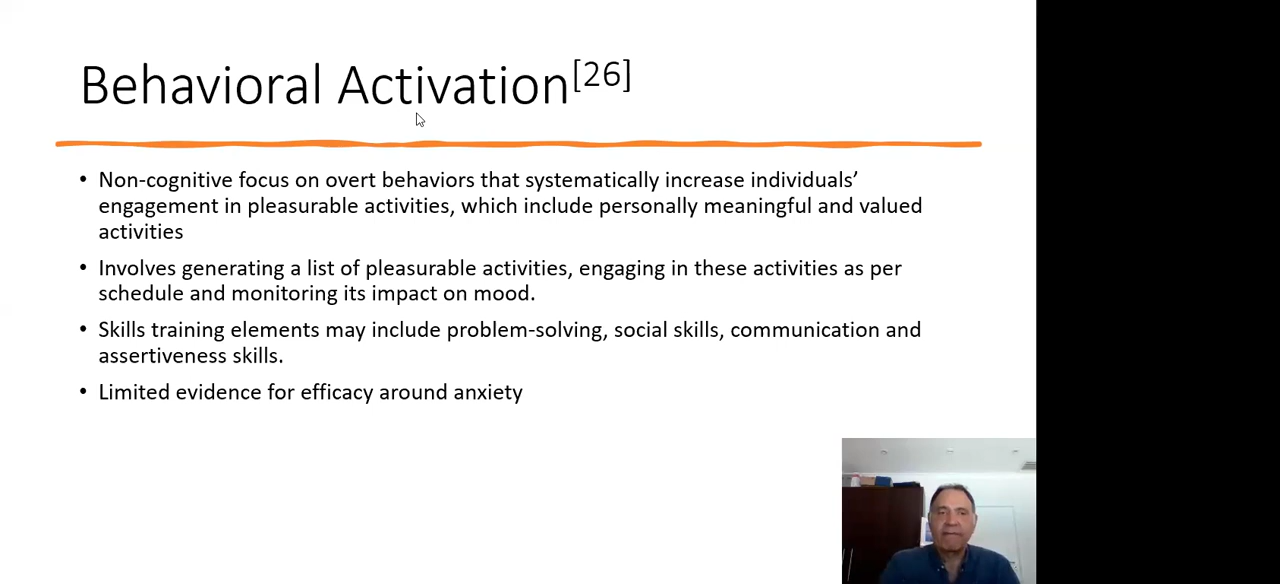 Behavioral Activation[26]
• Non-cognitive focus on overt behaviors that systematically increase individuals’
engagement in pleasurable activities, which include personally meaningful and valued
activities
• Involves generating a list of pleasurable activities, engaging in these activities as per
schedule and monitoring its impact on mood.
• Skills training elements may include problem-solving, social skills, communication and
assertiveness skills.
• Limited evidence for efficacy around anxiety